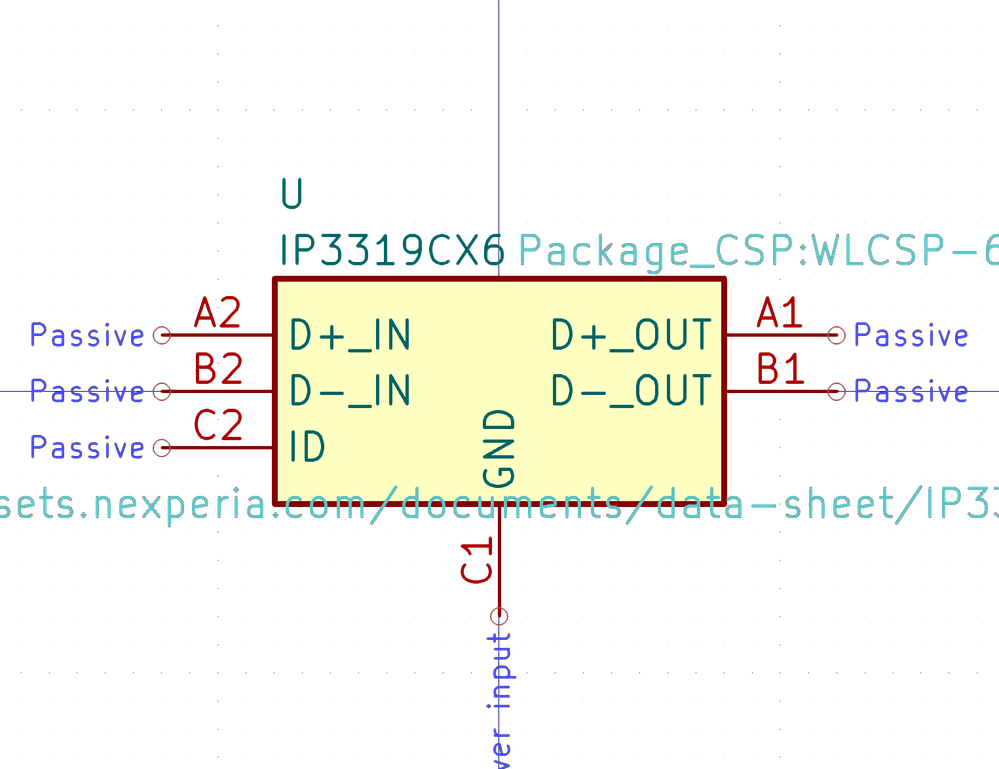 U
IP3319CX6 Package_CSP:WLCSP-6
A2 A1
Passive D+_IN D+_OUT Passive
B2 B1
Passive D-_IN D-_OUT Passive
C2
Passive ID
GND
sets.nexperia.com/documents/data-sheet/IP33
C1
wer input